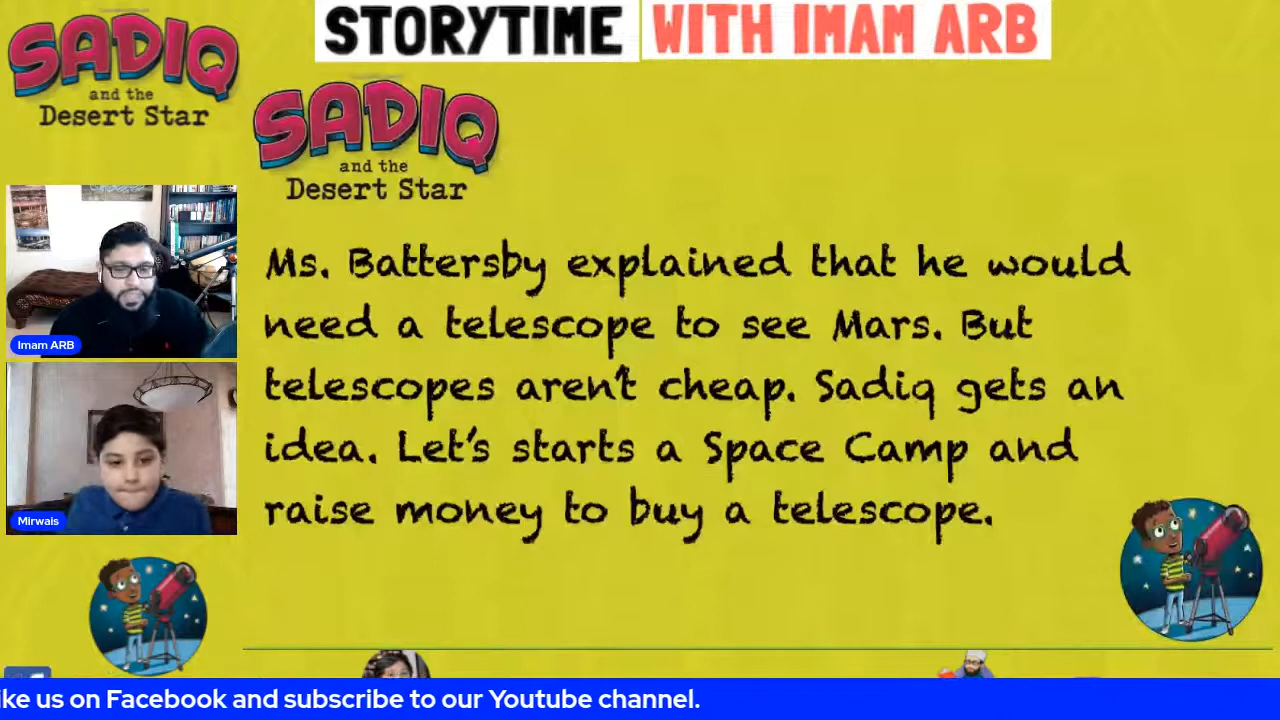 SADIQ
and the
Desert Star
STORYTIME WITH IMAM ARB
SADIQ
and the
Desert Star
Ms. Battersby explained that he would
need a telescope to see Mars. But
telescopes aren't cheap. Sadiq gets an
idea. Let's starts a Space Camp and
raise money to buy a telescope.
Imam ARB
Mirwais
ke us on Facebook and subscribe to our Youtube channel.